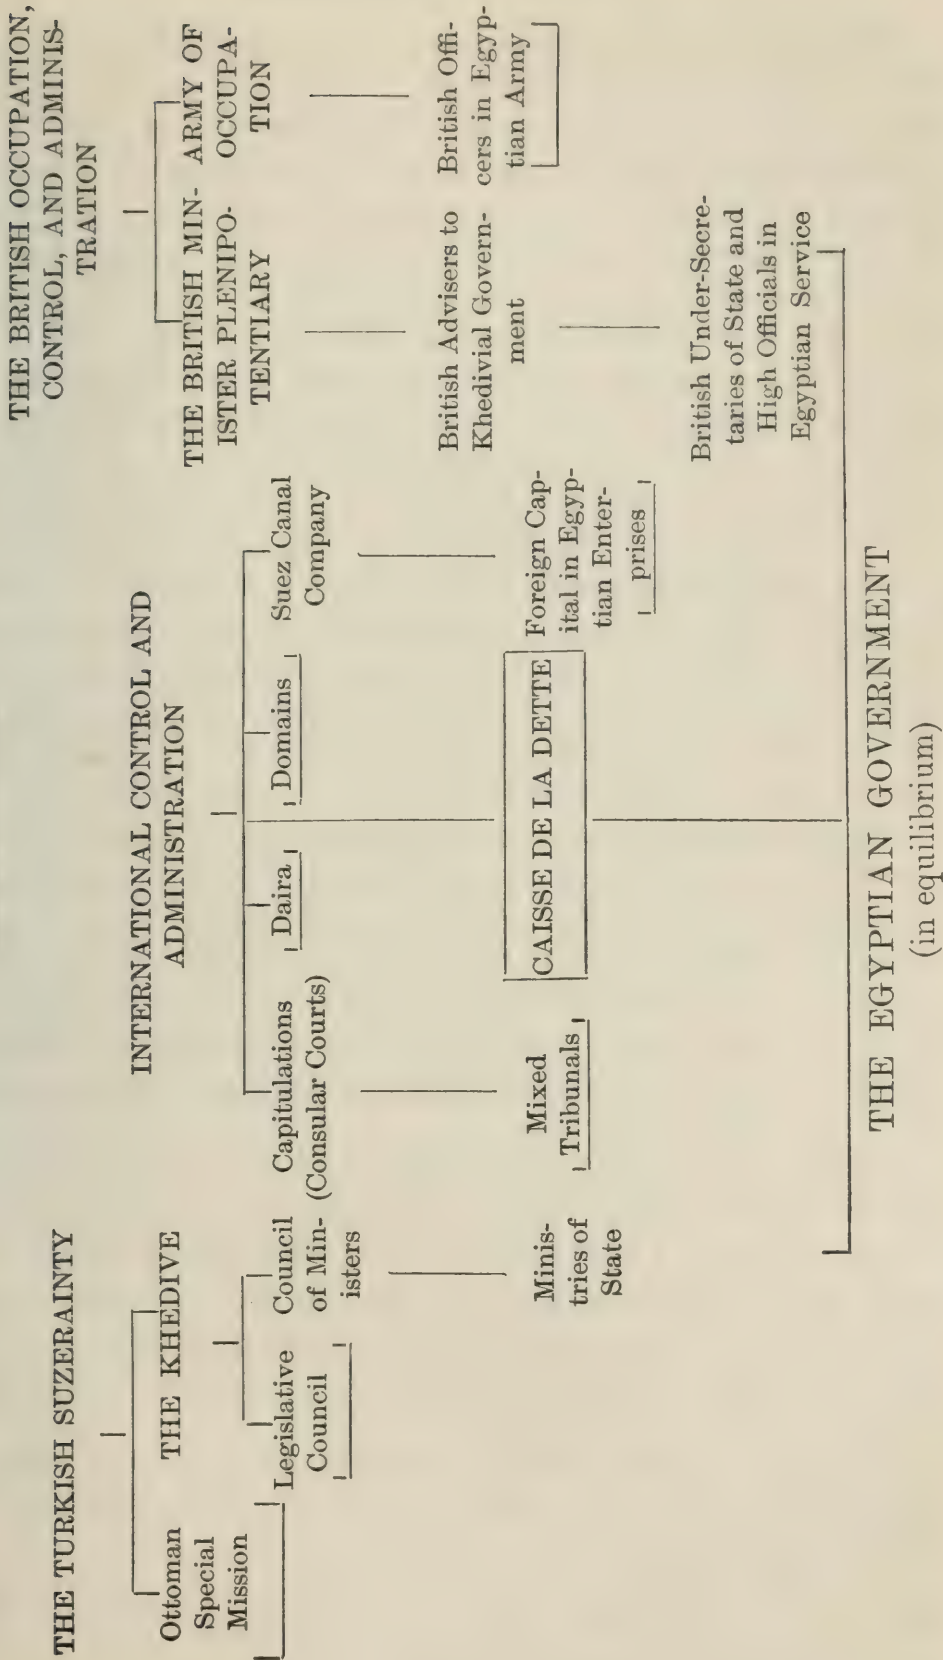 THE TURKISH SUZERAINTY
Ottoman
Special
Mission
THE KHEDIVE
Legislative
Council
Council
of Min-
isters
Minis-
tries of
State
INTERNATIONAL CONTROL AND
ADMINISTRATION
Capitulations
(Consular Courts)
Daira
Domains
Suez Canal
Company
Mixed
Tribunals
CAISSE DE LA DETTE
Foreign Cap-
ital in Egyp-
tian Enter-
prises
THE BRITISH OCCUPATION,
CONTROL, AND ADMINIS-
TRATION
THE BRITISH MIN-
ISTER PLENIPO-
TENTIARY
ARMY OF
OCCUPA-
TION
British Advisers to
Khedivial Govern-
ment
British Offi-
cers in Egyp-
tian Army
British Under-Secre-
taries of State and
High Officials in
Egyptian Service
THE EGYPTIAN GOVERNMENT
(in equilibrium)